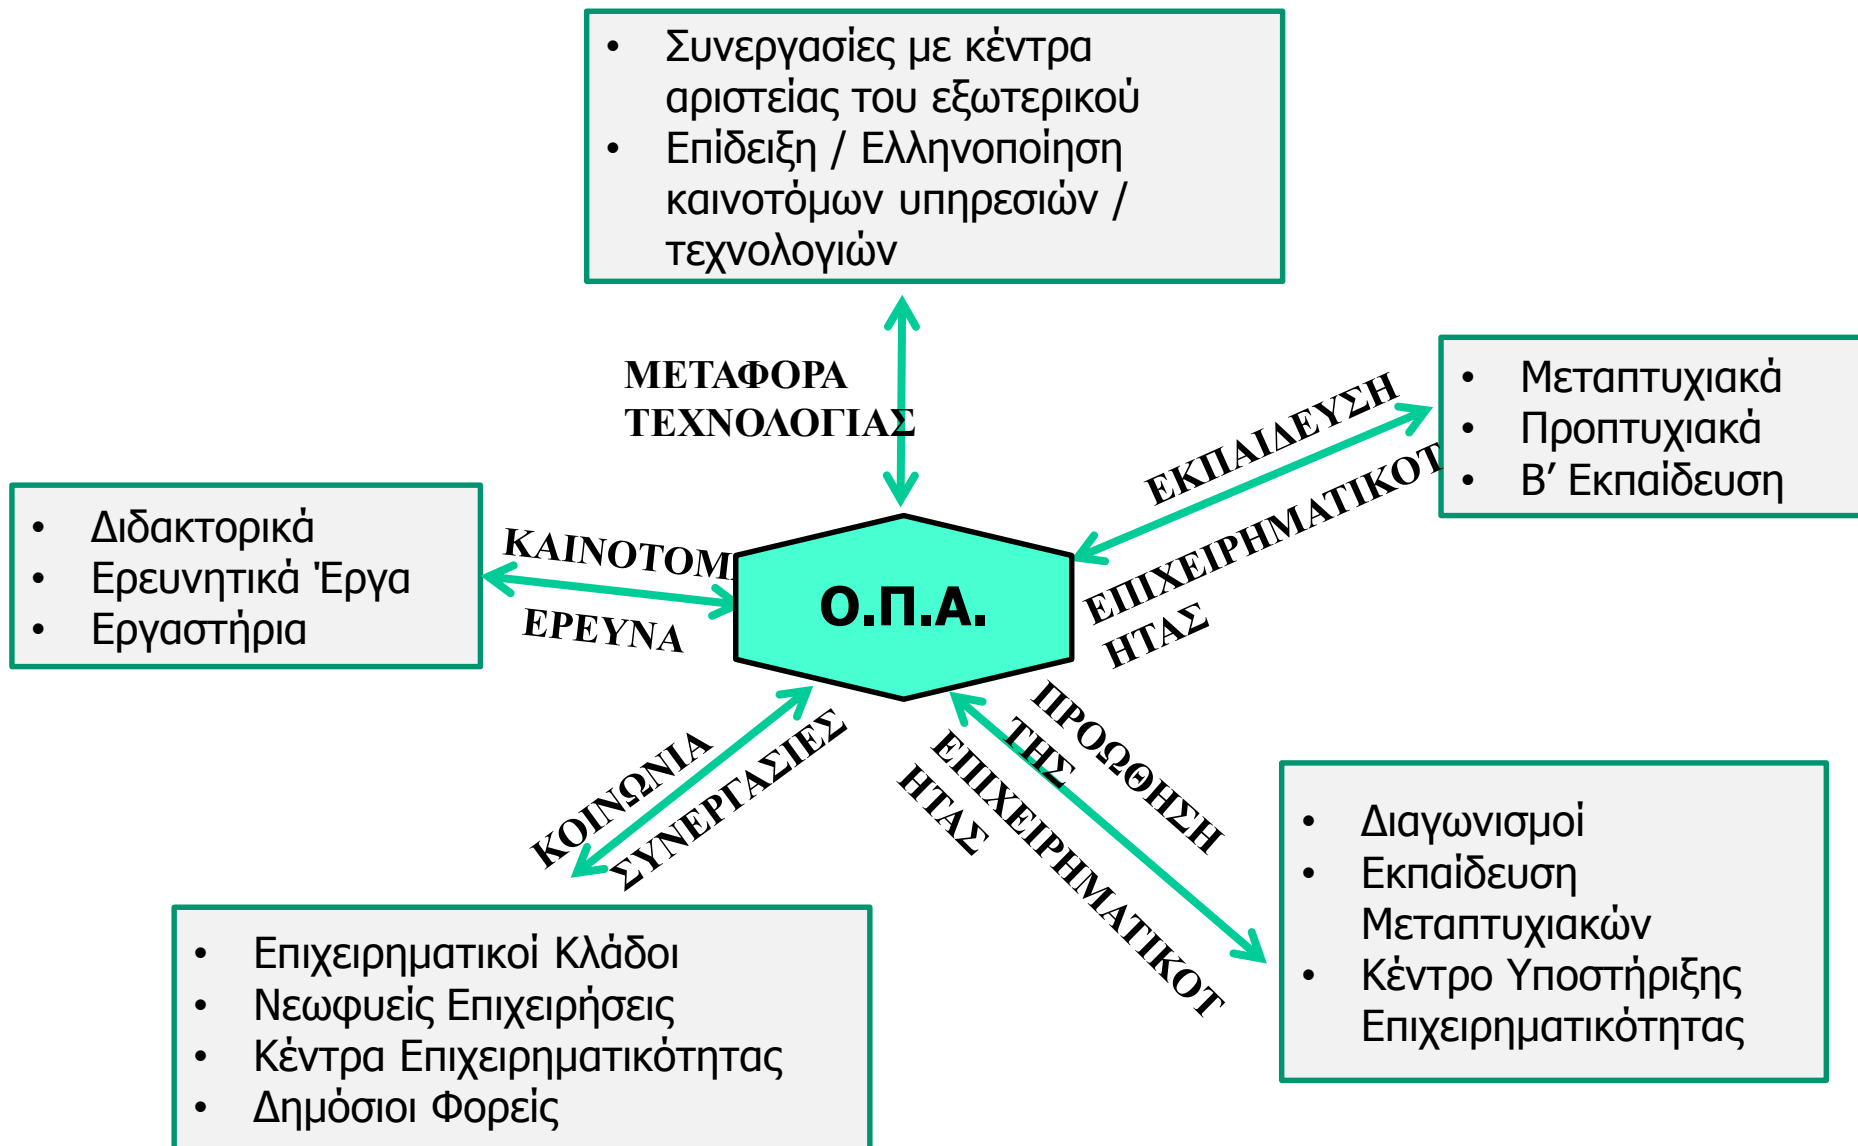 • Συνεργασίες με κέντρα
αριστείας του εξωτερικού
• Επίδειξη / Ελληνοποίηση
καινοτόμων υπηρεσιών /
τεχνολογιών
ΜΕΤΑΦΟΡΑ
ΤΕΧΝΟΛΟΓΙΑΣ
ΕΚΠΑΙΔΕΥΣΗ
ΕΠΙΧΕΙΡΗΜΑΤΙΚΟΤ
ΗΤΑΣ
• Μεταπτυχιακά
• Προπτυχιακά
• Β’ Εκπαίδευση
• Διδακτορικά
• Ερευνητικά Έργα
• Εργαστήρια
ΚΑΙΝΟΤΟΜ
ΕΡΕΥΝΑ
Ο.Π.Α.
ΚΟΙΝΩΝΙΑ
ΣΥΝΕΡΓΑΣΙΕΣ
ΠΡΟΩΘΗΣΗ
ΤΗΣ
ΕΠΙΧΕΙΡΗΜΑΤΙΚΟΤ
ΗΤΑΣ
• Διαγωνισμοί
• Εκπαίδευση
Μεταπτυχιακών
• Κέντρο Υποστήριξης
Επιχειρηματικότητας
• Επιχειρηματικοί Κλάδοι
• Νεωφυείς Επιχειρήσεις
• Κέντρα Επιχειρηματικότητας
• Δημόσιοι Φορείς